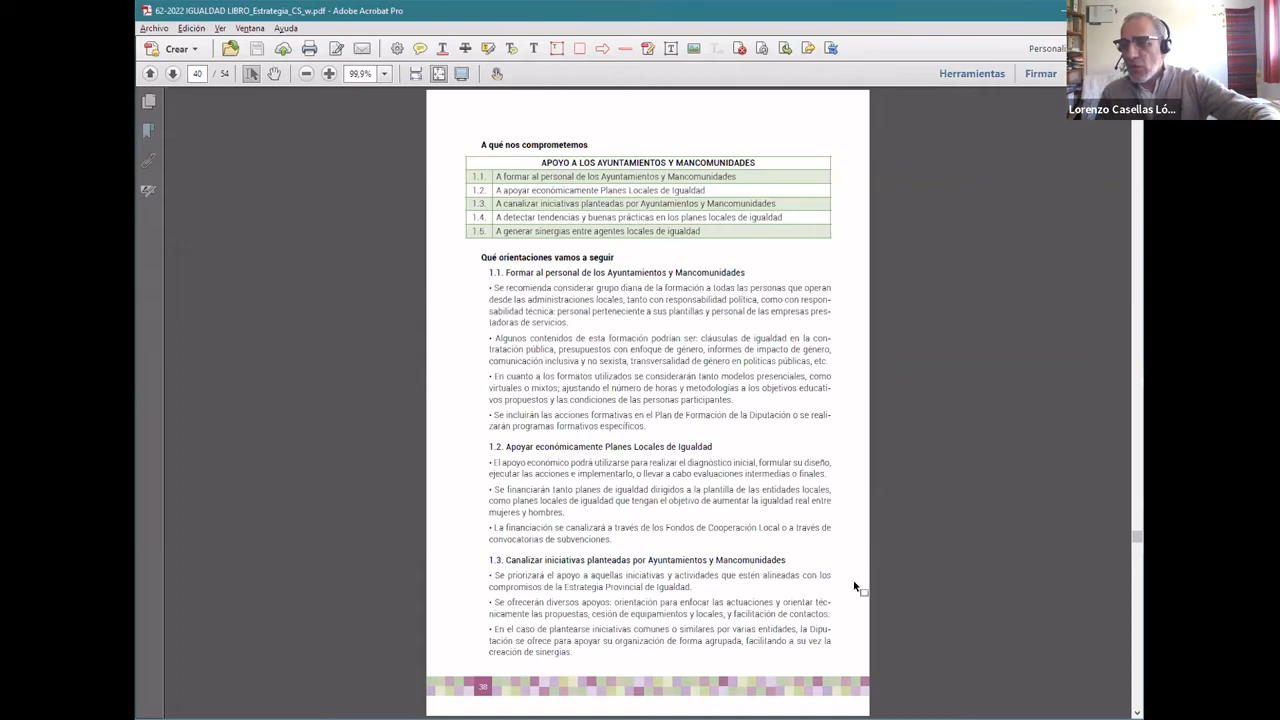 62-2022 IGUALDAD LIBRO_Estrategia_CS_w.pdf - Adobe Acrobat Pro
Archivo Edición Ver Ventana Ayuda
Crear
Personali
40 / 54
99,9%
Herramientas Firmar
Lorenzo Casellas Ló...
A qué nos comprometemos
APOYO A LOS AYUNTAMIENTOS Y MANCOMUNIDADES
1.1. A formar al personal de los Ayuntamientos y Mancomunidades
1.2. A apoyar económicamente Planes Locales de Igualdad
1.3. A canalizar iniciativas planteadas por Ayuntamientos y Mancomunidades
1.4. A detectar tendencias y buenas prácticas en los planes locales de igualdad
1.5. A generar sinergias entre agentes locales de igualdad
Qué orientaciones vamos a seguir
1.1. Formar al personal de los Ayuntamientos y Mancomunidades
• Se recomienda considerar grupo diana de la formación a todas las personas que operan
desde las administraciones locales, tanto con responsabilidad política, como con respon-
sabilidad técnica: personal perteneciente a sus plantillas y personal de las empresas pres-
tadoras de servicios.
• Algunos contenidos de esta formación podrían ser: cláusulas de igualdad en la con-
tratación pública, presupuestos con enfoque de género, informes de impacto de género,
comunicación inclusiva y no sexista, transversalidad de género en políticas públicas, etc.
• En cuanto a los formatos utilizados se considerarán tanto modelos presenciales, como
virtuales o mixtos; ajustando el número de horas y metodologías a los objetivos educati-
vos propuestos y las condiciones de las personas participantes.
• Se incluirán las acciones formativas en el Plan de Formación de la Diputación o se reali-
zarán programas formativos específicos.
1.2. Apoyar económicamente Planes Locales de Igualdad
• El apoyo económico podrá utilizarse para realizar el diagnóstico inicial, formular su diseño,
ejecutar las acciones e implementarlo, o llevar a cabo evaluaciones intermedias o finales.
• Se financiarán tanto planes de igualdad dirigidos a la plantilla de las entidades locales,
como planes locales de igualdad que tengan el objetivo de aumentar la igualdad real entre
mujeres y hombres.
• La financiación se canalizará a través de los Fondos de Cooperación Local o a través de
convocatorias de subvenciones.
1.3. Canalizar iniciativas planteadas por Ayuntamientos y Mancomunidades
• Se priorizará el apoyo a aquellas iniciativas y actividades que estén alineadas con los
compromisos de la Estrategia Provincial de Igualdad.
• Se ofrecerán diversos apoyos: orientación para enfocar las actuaciones y orientar téc-
nicamente las propuestas, cesión de equipamientos y locales, y facilitación de contactos.
• En el caso de plantearse iniciativas comunes o similares por varias entidades, la Dipu-
tación se ofrece para apoyar su organización de forma agrupada, facilitando a su vez la
creación de sinergias.
38